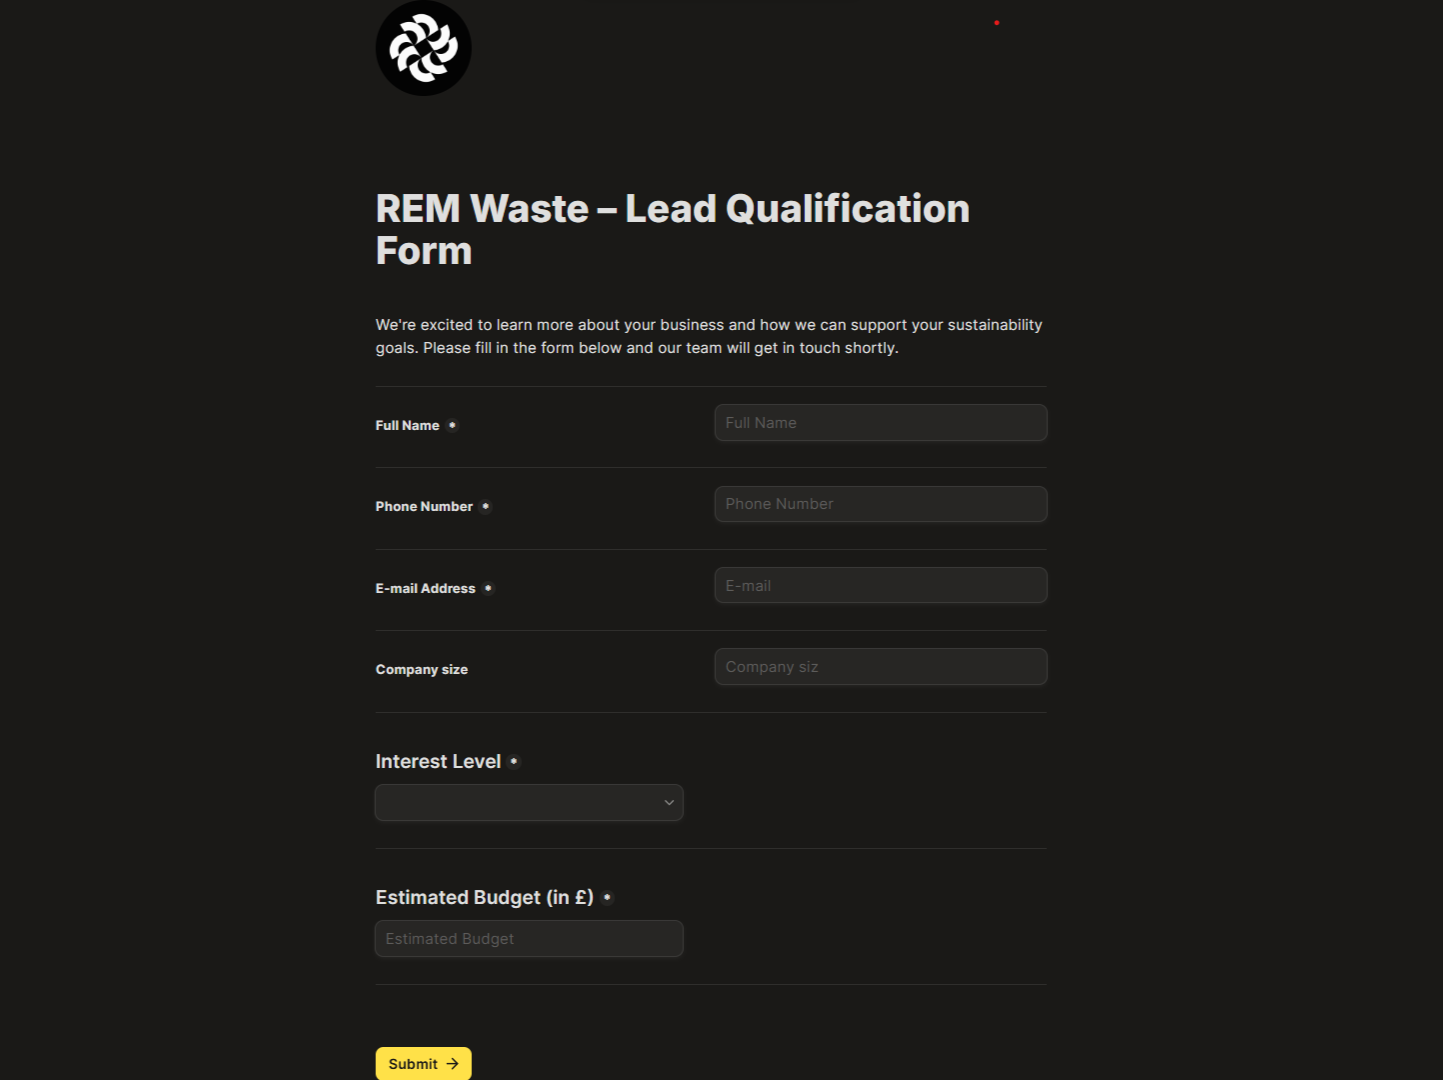 REM Waste – Lead Qualification
Form
We're excited to learn more about your business and how we can support your sustainability
goals. Please fill in the form below and our team will get in touch shortly.
Full Name *
Full Name
Phone Number *
Phone Number
E-mail Address *
E-mail
Company size
Company siz
Interest Level *
Estimated Budget (in £) *
Estimated Budget
Submit →